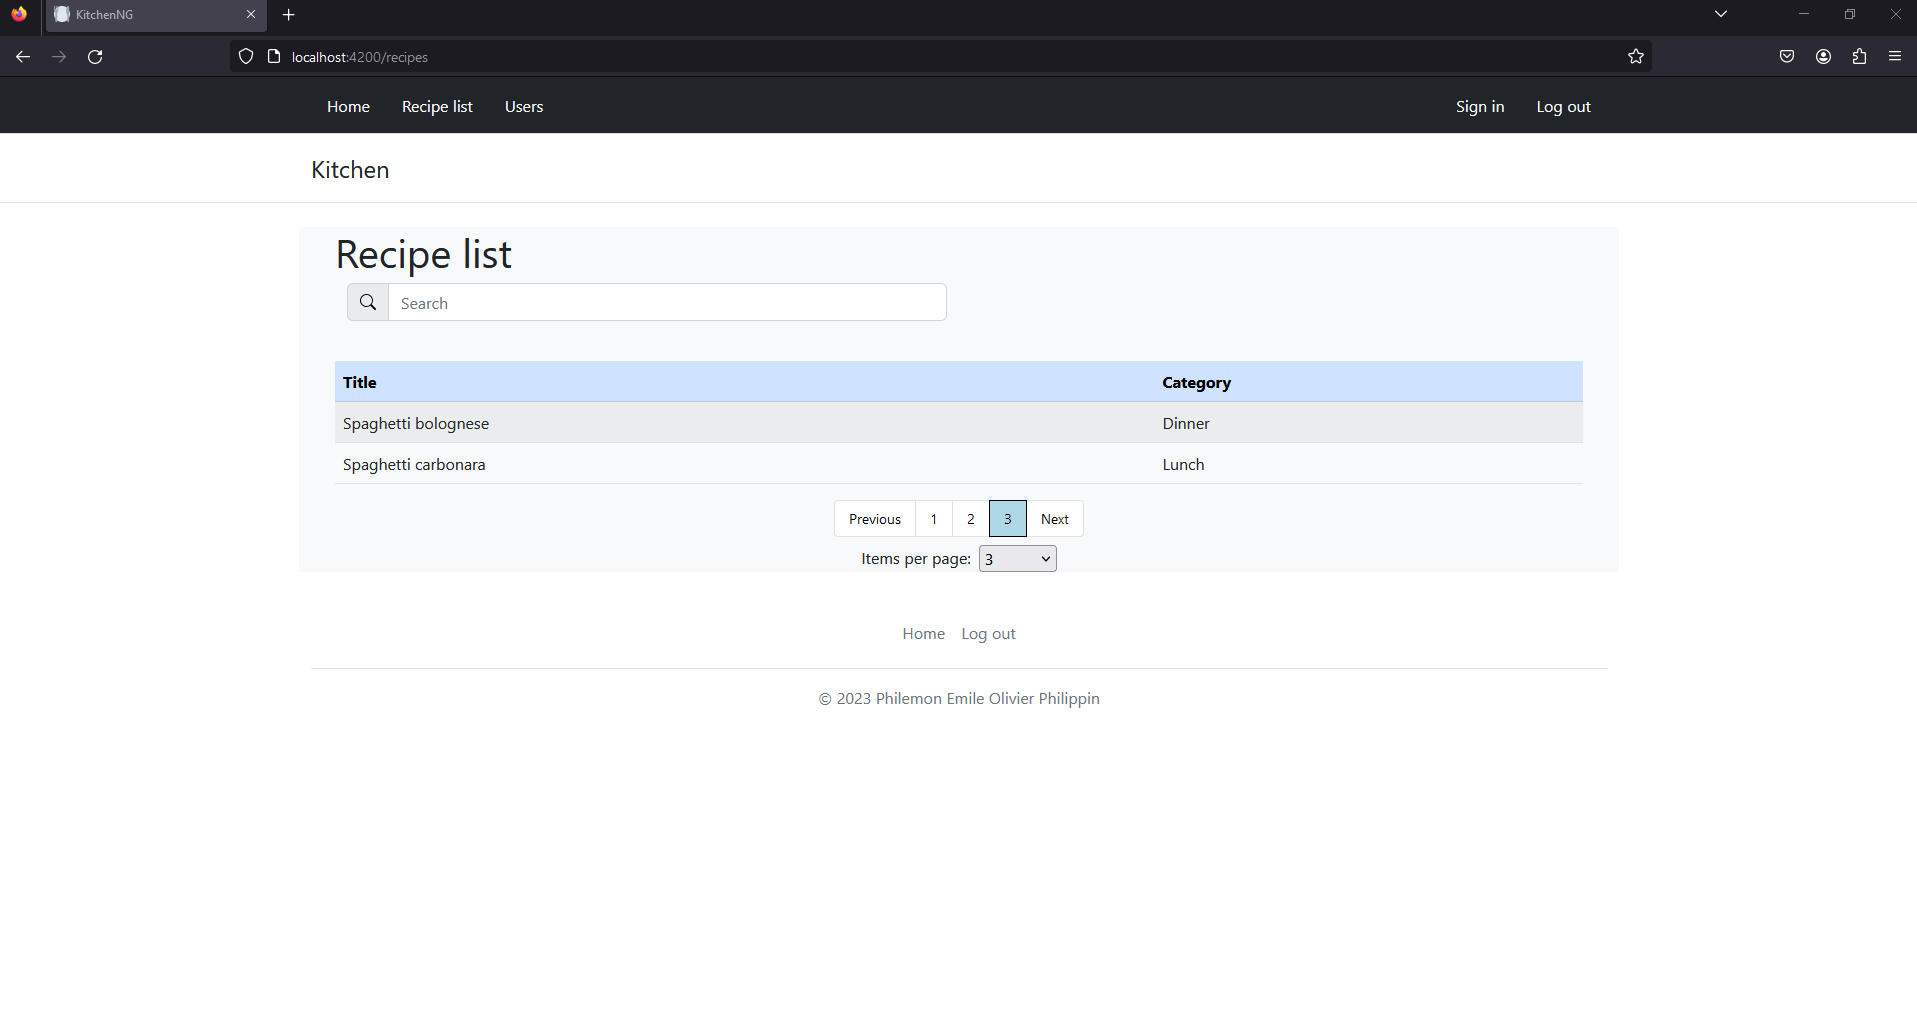 KitchenNG
localhost:4200/recipes
Home Recipe list Users Sign in Log out
Kitchen
Recipe list
Search
Title Category
Spaghetti bolognese Dinner
Spaghetti carbonara Lunch
Previous 1 2 3 Next
Items per page: 3
Home Log out
© 2023 Philemon Emile Olivier Philippin